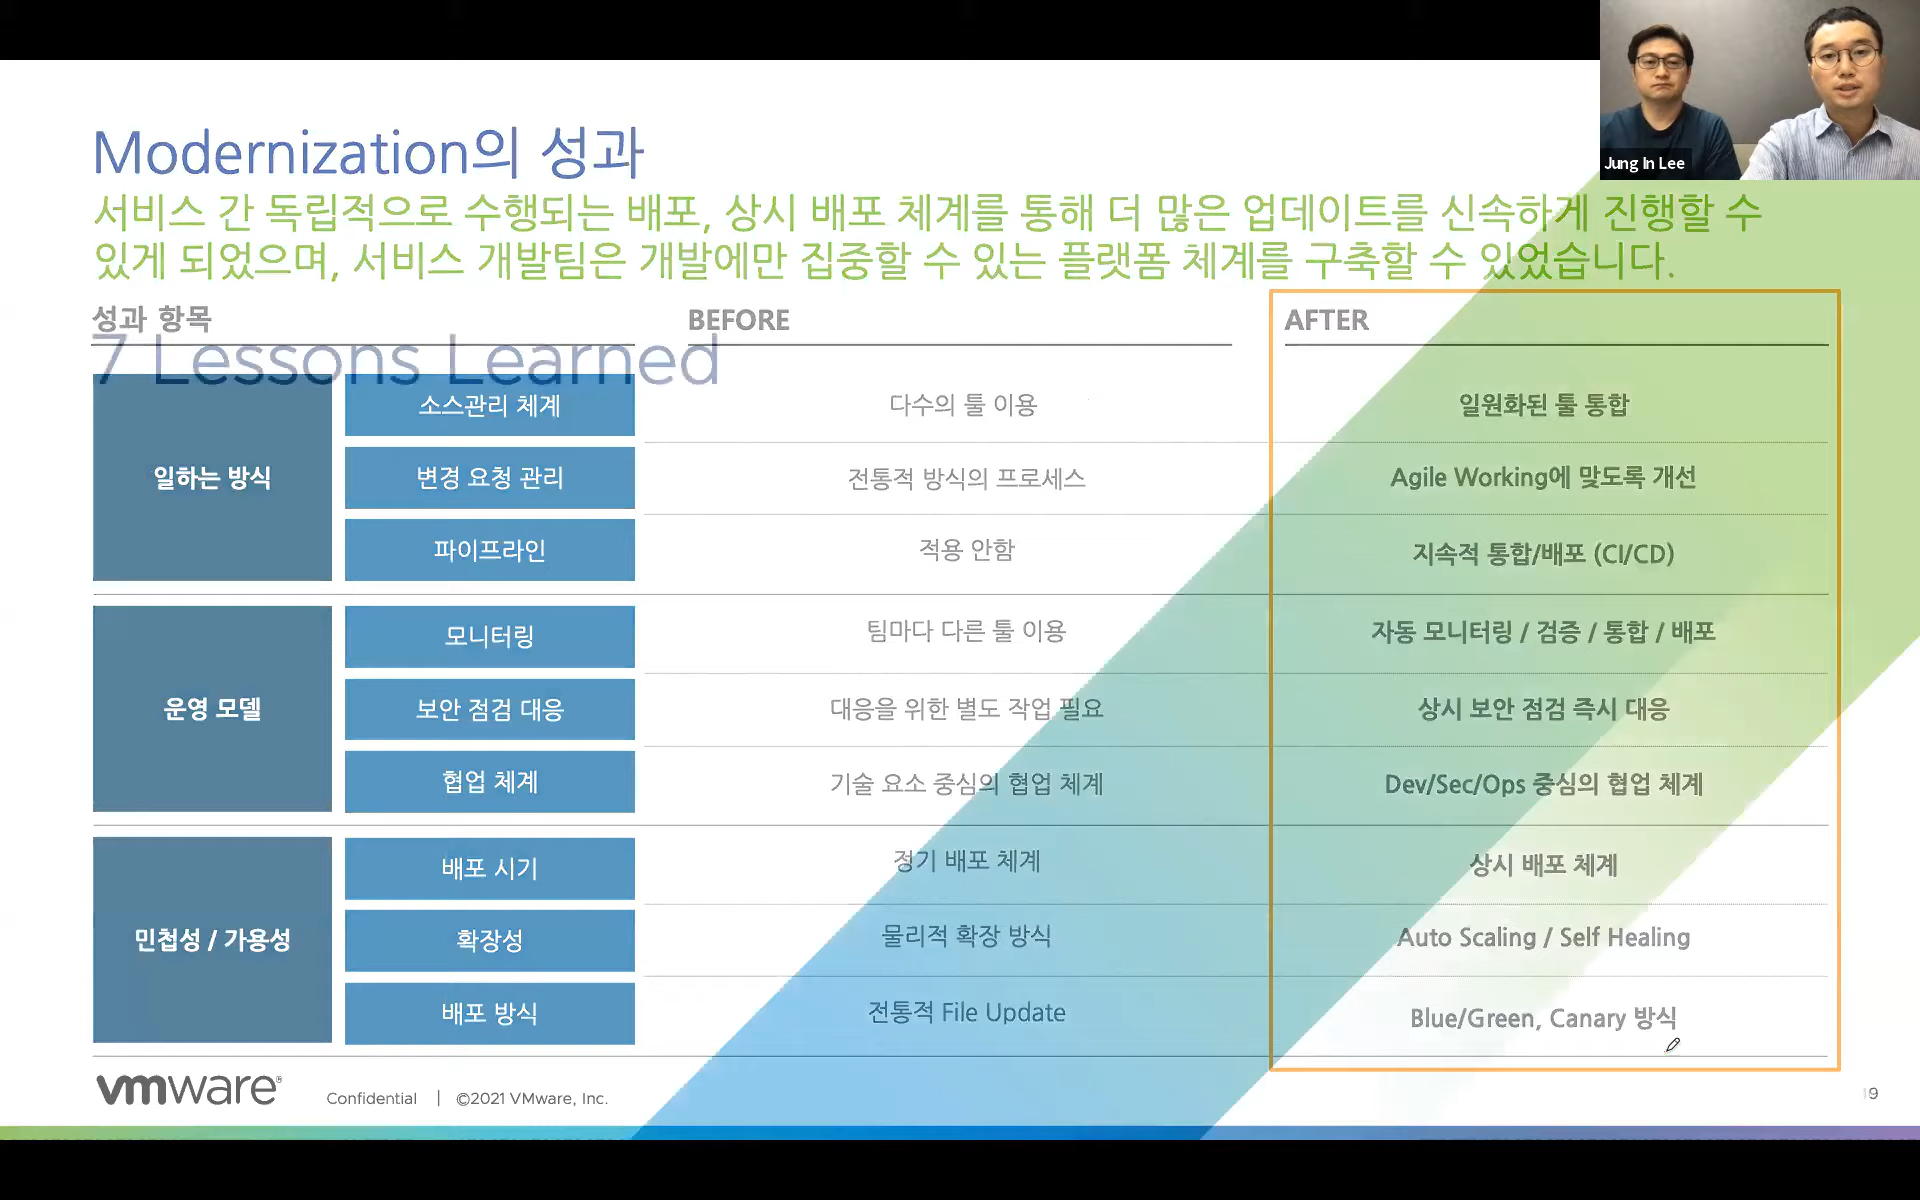 Jung In Lee
Modernization의 성과
서비스 간 독립적으로 수행되는 배포, 상시 배포 체계를 통해 더 많은 업데이트를 신속하게 진행할 수
있게 되었으며, 서비스 개발팀은 개발에만 집중할 수 있는 플랫폼 체계를 구축할 수 있었습니다.
성과 항목 BEFORE AFTER
7 Lessons Learned
일하는 방식
소스관리 체계 다수의 툴 이용 일원화된 툴 통합
변경 요청 관리 전통적 방식의 프로세스 Agile Working에 맞도록 개선
파이프라인 적용 안함 지속적 통합/배포 (CI/CD)
운영 모델
모니터링 팀마다 다른 툴 이용 자동 모니터링 / 검증 / 통합 / 배포
보안 점검 대응 대응을 위한 별도 작업 필요 상시 보안 점검 즉시 대응
협업 체계 기술 요소 중심의 협업 체계 Dev/Sec/Ops 중심의 협업 체계
민첩성 / 가용성
배포 시기 정기 배포 체계 상시 배포 체계
확장성 물리적 확장 방식 Auto Scaling / Self Healing
배포 방식 전통적 File Update Blue/Green, Canary 방식
vmware® Confidential | ©2021 VMware, Inc.